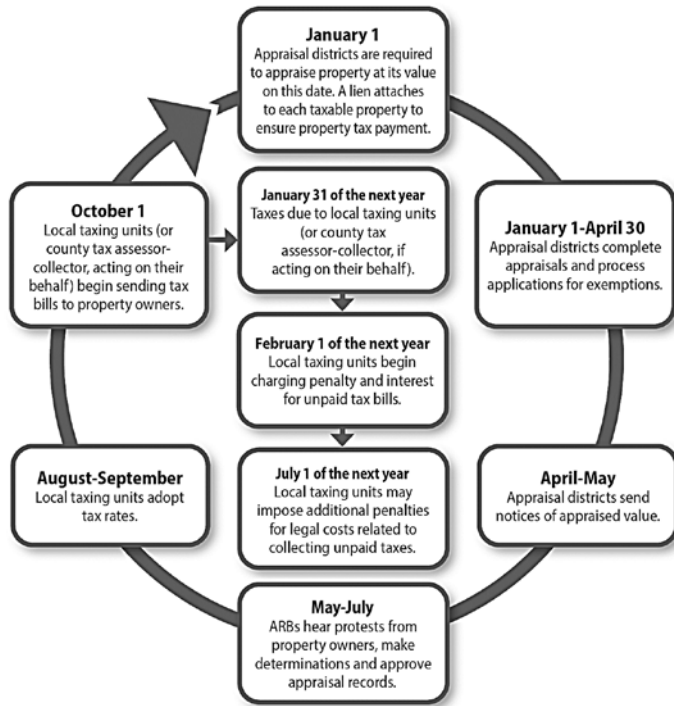 January 1
Appraisal districts are required
to appraise property at its value
on this date. A lien attaches
to each taxable property to
ensure property tax payment.
January 1-April 30
Appraisal districts complete
appraisals and process
applications for exemptions.
April-May
Appraisal districts send
notices of appraised value.
May-July
ARBs hear protests from
property owners, make
determinations and approve
appraisal records.
August-September
Local taxing units adopt
tax rates.
October 1
Local taxing units (or
county tax assessor-
collector, acting on their
behalf) begin sending tax
bills to property owners.
January 31 of the next year
Taxes due to local taxing units
(or county tax
assessor-collector, if
acting on their behalf).
February 1 of the next year
Local taxing units begin
charging penalty and interest
for unpaid tax bills.
July 1 of the next year
Local taxing units may
impose additional penalties
for legal costs related to
collecting unpaid taxes.